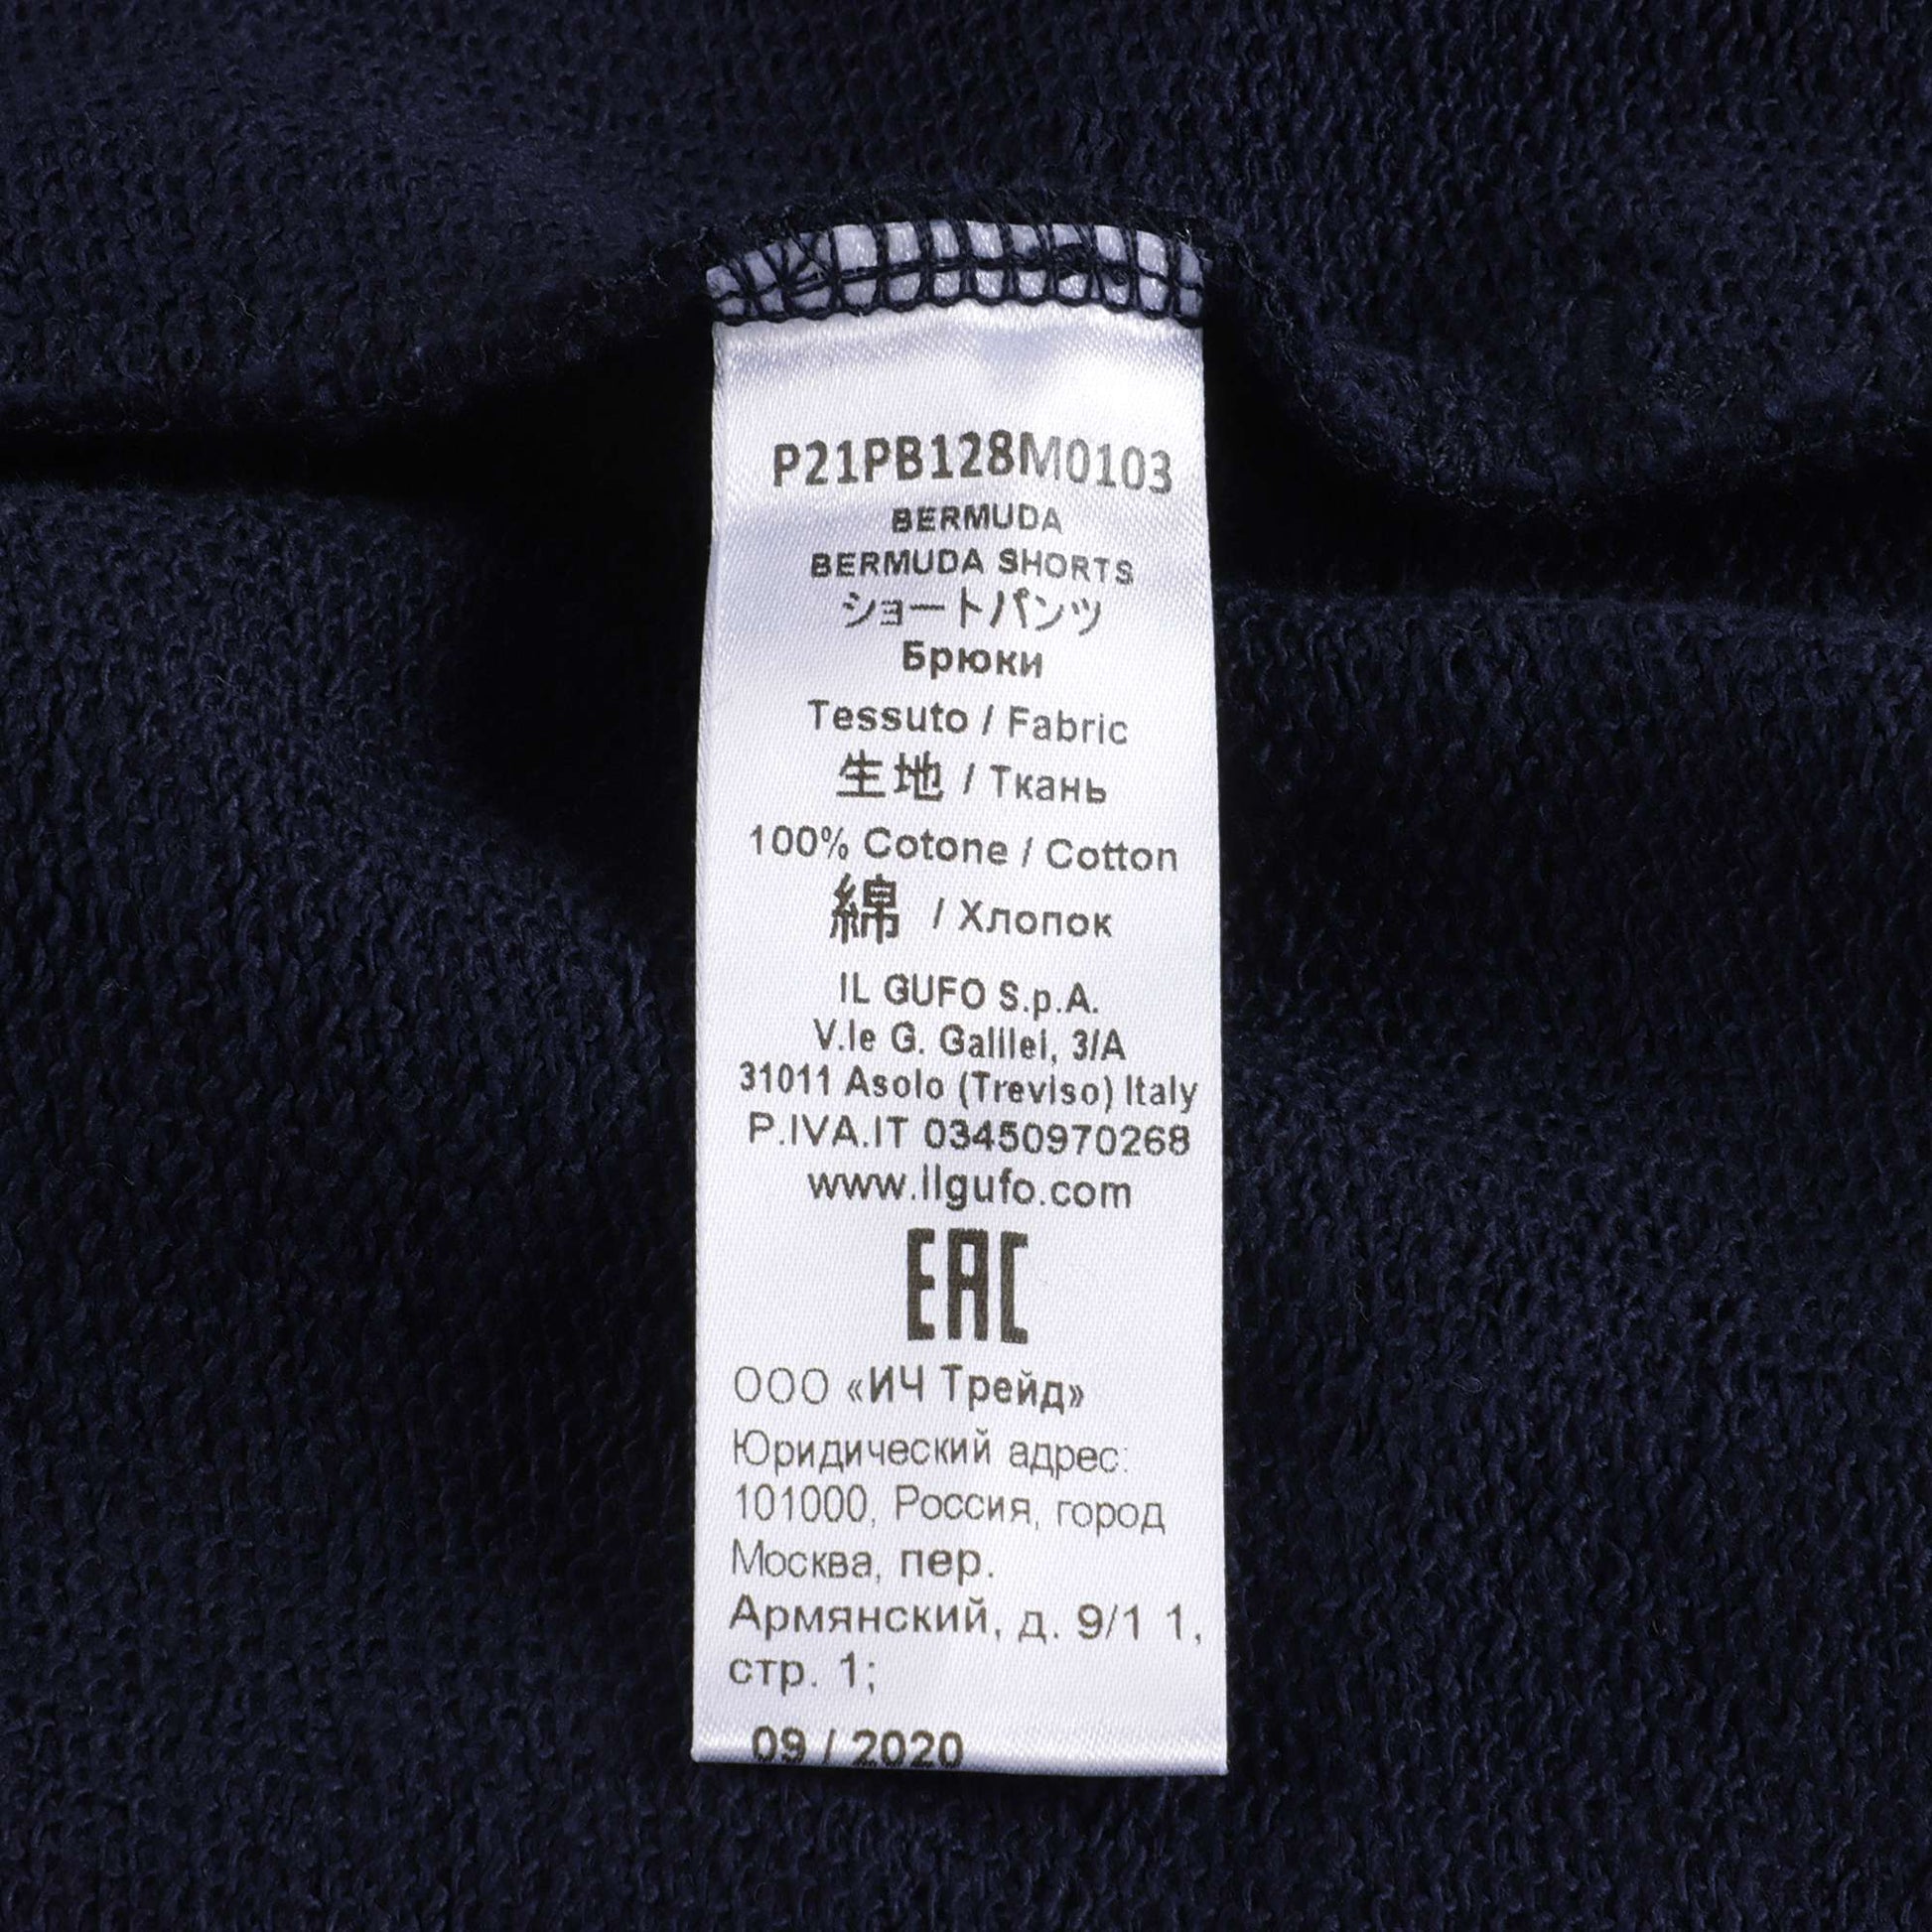 P21PB128M0103
BERMUDA
BERMUDA SHORTS
ショートパンツ
Брюки
Tessuto / Fabric
生地 / Ткань
100% Cotone / Cotton
綿 / Хлопок
IL GUFO S.p.A.
V.le G. Galilei, 3/A
31011 Asolo (Treviso) Italy
P.IVA.IT 03450970268
www.ilgufo.com
EAC
ООО «ИЧ Трейд»
Юридический адрес:
101000, Россия, город
Москва, пер.
Армянский, д. 9/1 1,
стр. 1;
09 / 2020